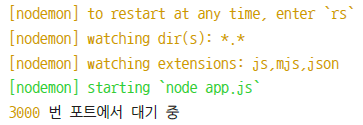 [nodemon] to restart at any time, enter `rs`
[nodemon] watching dir(s): *.*
[nodemon] watching extensions: js,mjs,json
[nodemon] starting `node app.js`
3000 번 포트에서 대기 중